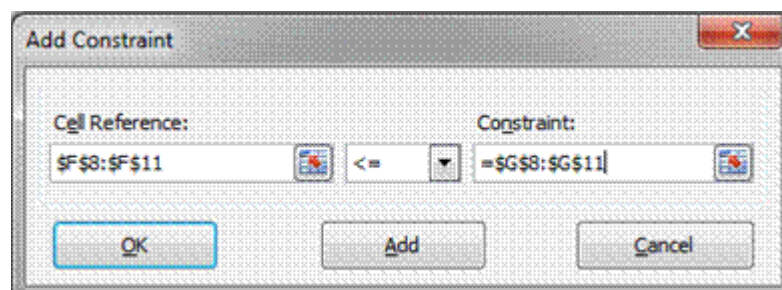 Add Constraint
Cell Reference: Constraint:
$F$8:$F$11 <= =$G$8:$G$11
OK Add Cancel